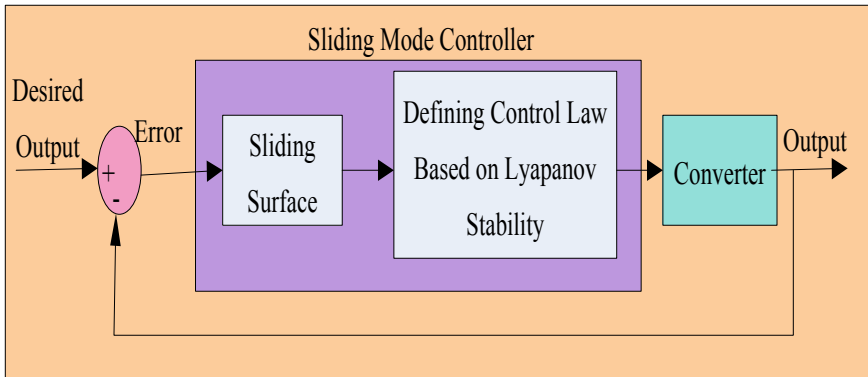 Sliding Mode Controller
Desired
Output
+
-
Error
Sliding
Surface
Defining Control Law
Based on Lyapanov
Stability
Converter
Output